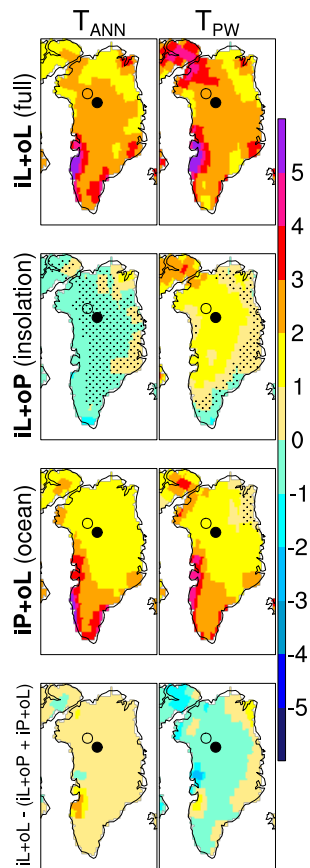 T_ANN T_PW
iL+oL (full)
iL+oP (insolation)
iP+oL (ocean)
iL+oL - (iL+oP + iP+oL)
5
4
3
2
1
0
-1
-2
-3
-4
-5